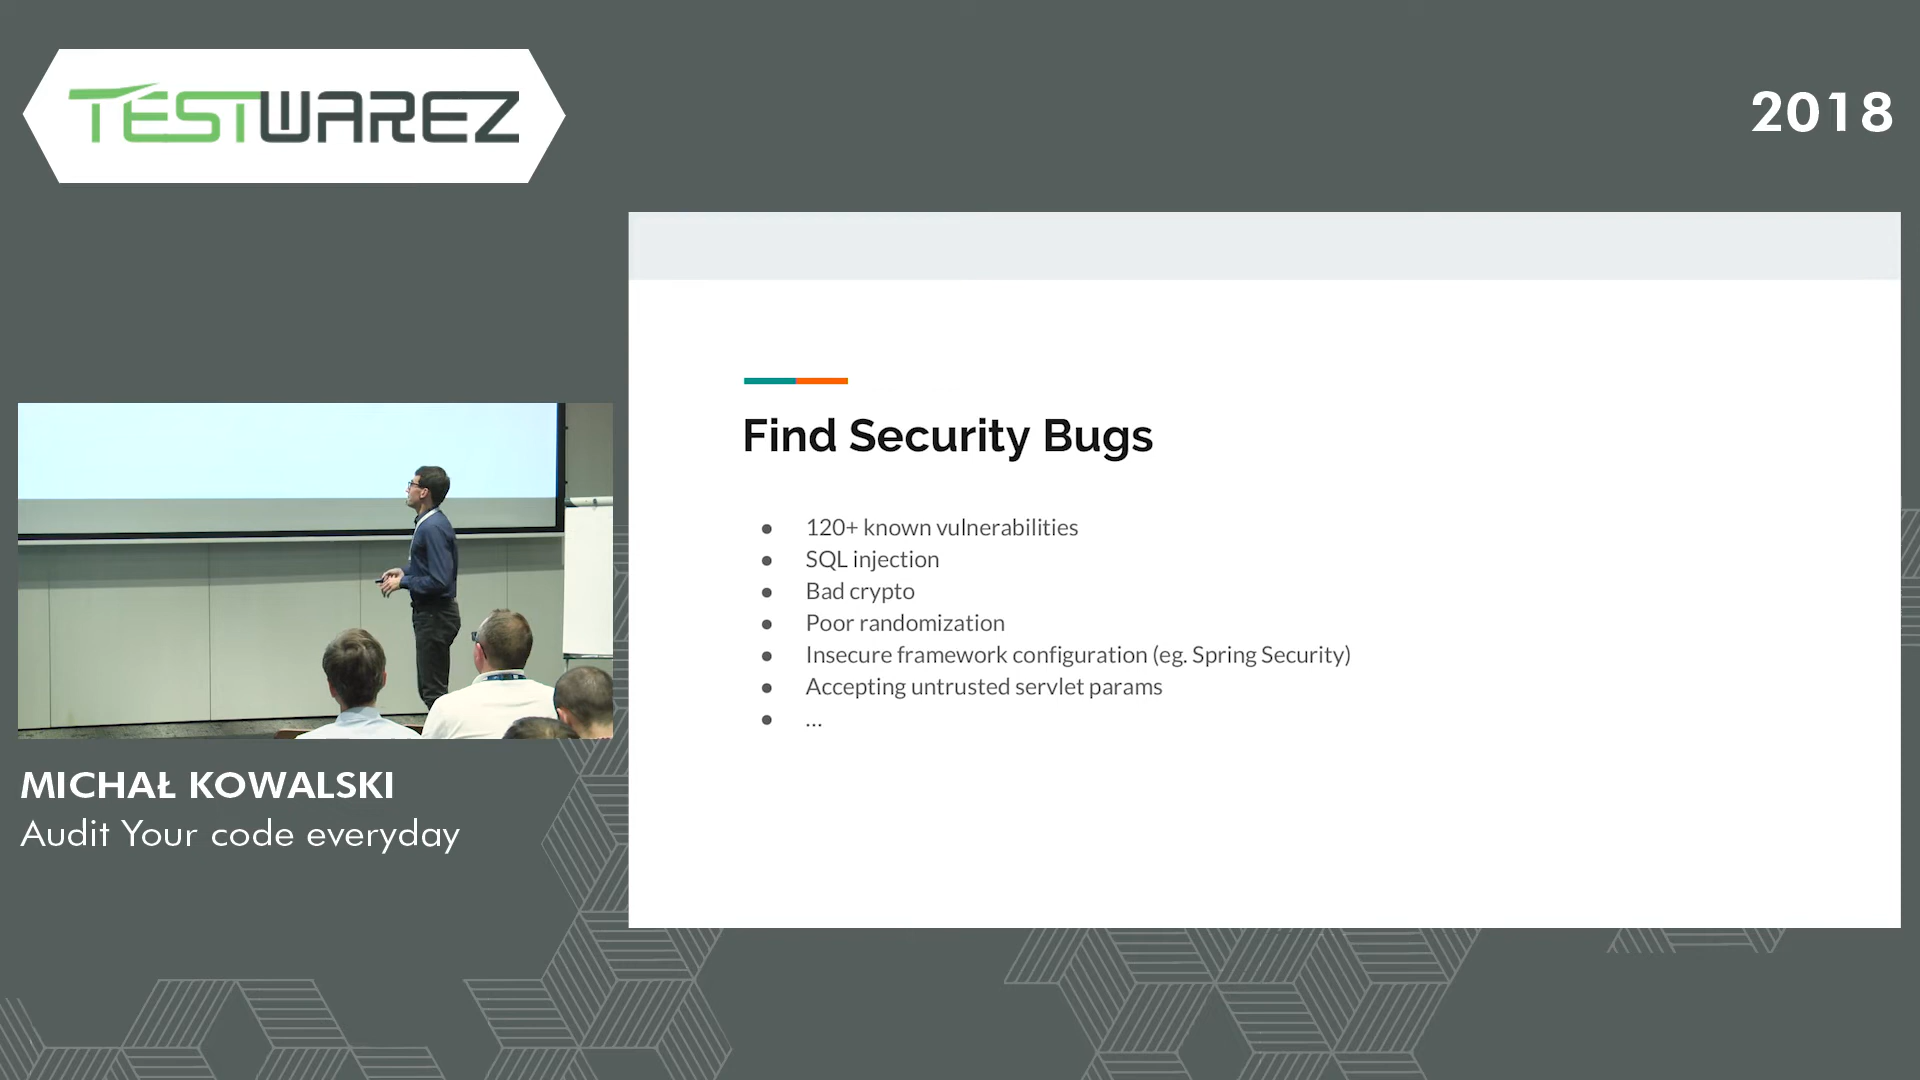 TESTWAREZ
2018
Find Security Bugs
● 120+ known vulnerabilities
● SQL injection
● Bad crypto
● Poor randomization
● Insecure framework configuration (eg. Spring Security)
● Accepting untrusted servlet params
● ...
MICHAŁ KOWALSKI
Audit Your code everyday